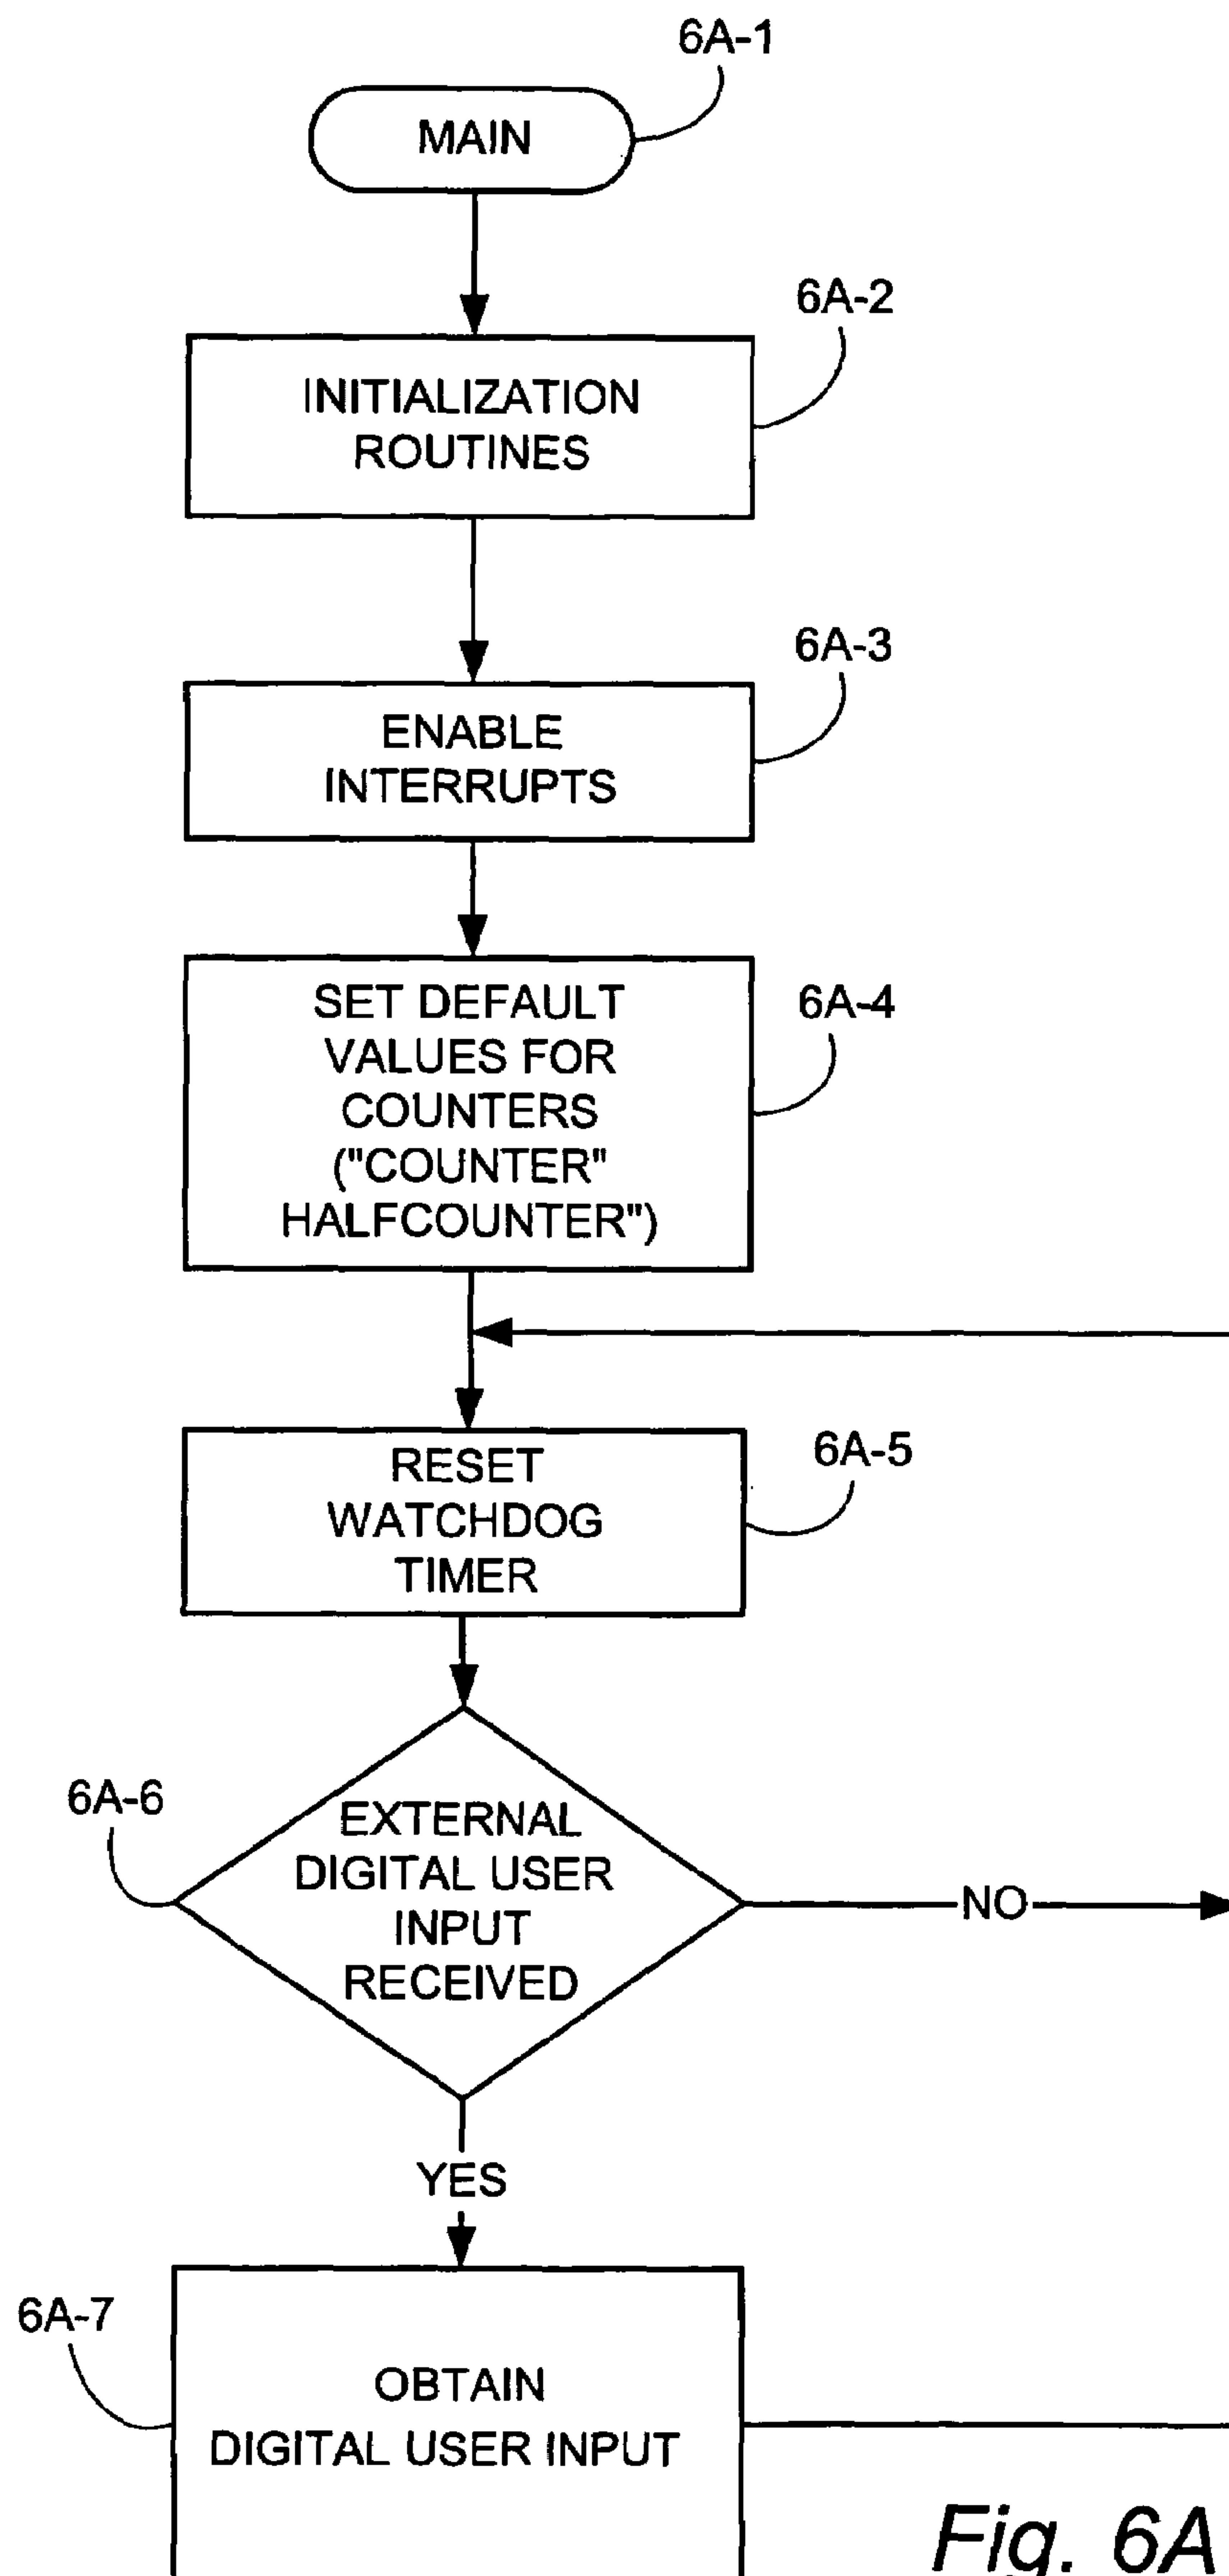 6A-1
MAIN
6A-2
INITIALIZATION
ROUTINES
6A-3
ENABLE
INTERRUPTS
6A-4
SET DEFAULT
VALUES FOR
COUNTERS
("COUNTER"
HALFCOUNTER")
6A-5
RESET
WATCHDOG
TIMER
6A-6
EXTERNAL
DIGITAL USER
INPUT
RECEIVED
NO
YES
6A-7
OBTAIN
DIGITAL USER INPUT
Fig. 6A